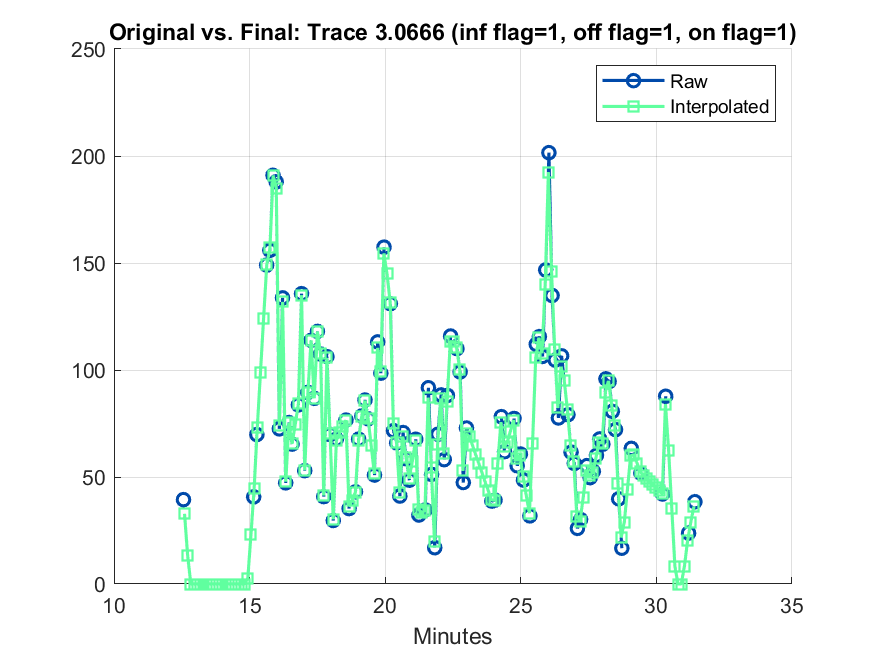 Original vs. Final: Trace 3.0666 (inf flag=1, off flag=1, on flag=1)
250
200
150
100
50
0
Raw
Interpolated
10 15 20 25 30 35
Minutes